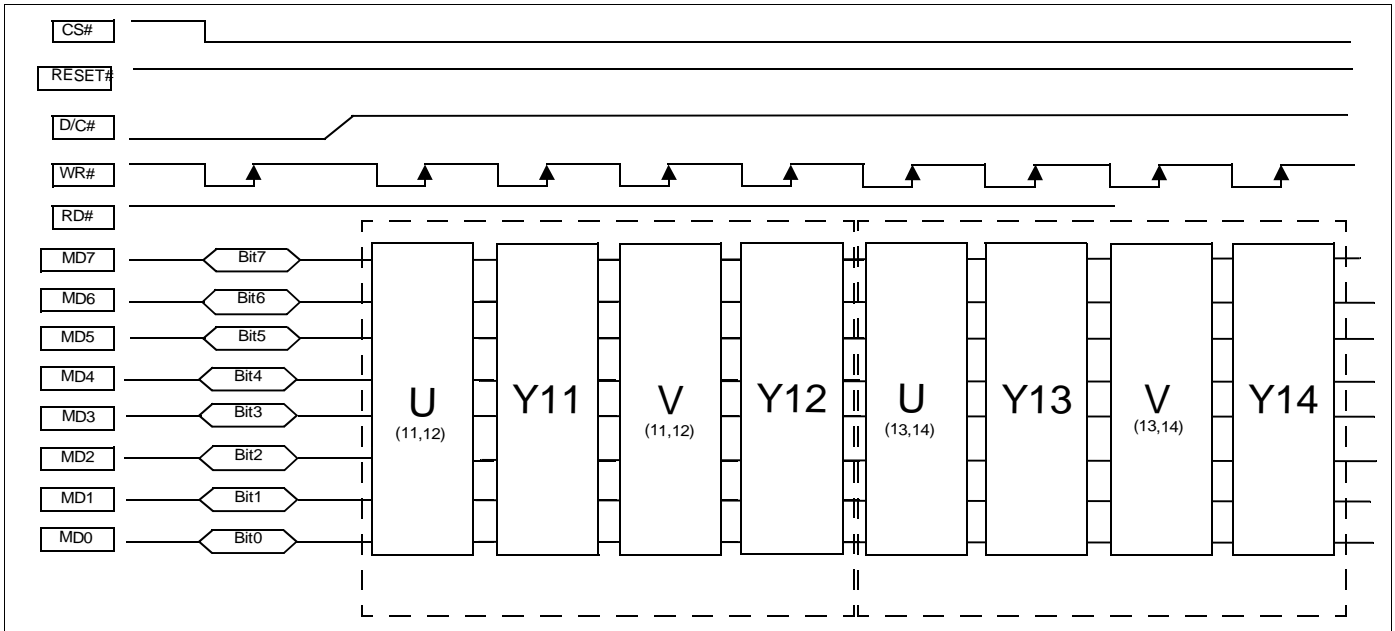 CS#
RESET#
D/C#
WR#
RD#
MD7 Bit7
MD6 Bit6
MD5 Bit5
MD4 Bit4
MD3 Bit3
MD2 Bit2
MD1 Bit1
MD0 Bit0
U Y11 V Y12 U Y13 V Y14
(11,12) (11,12) (13,14) (13,14)